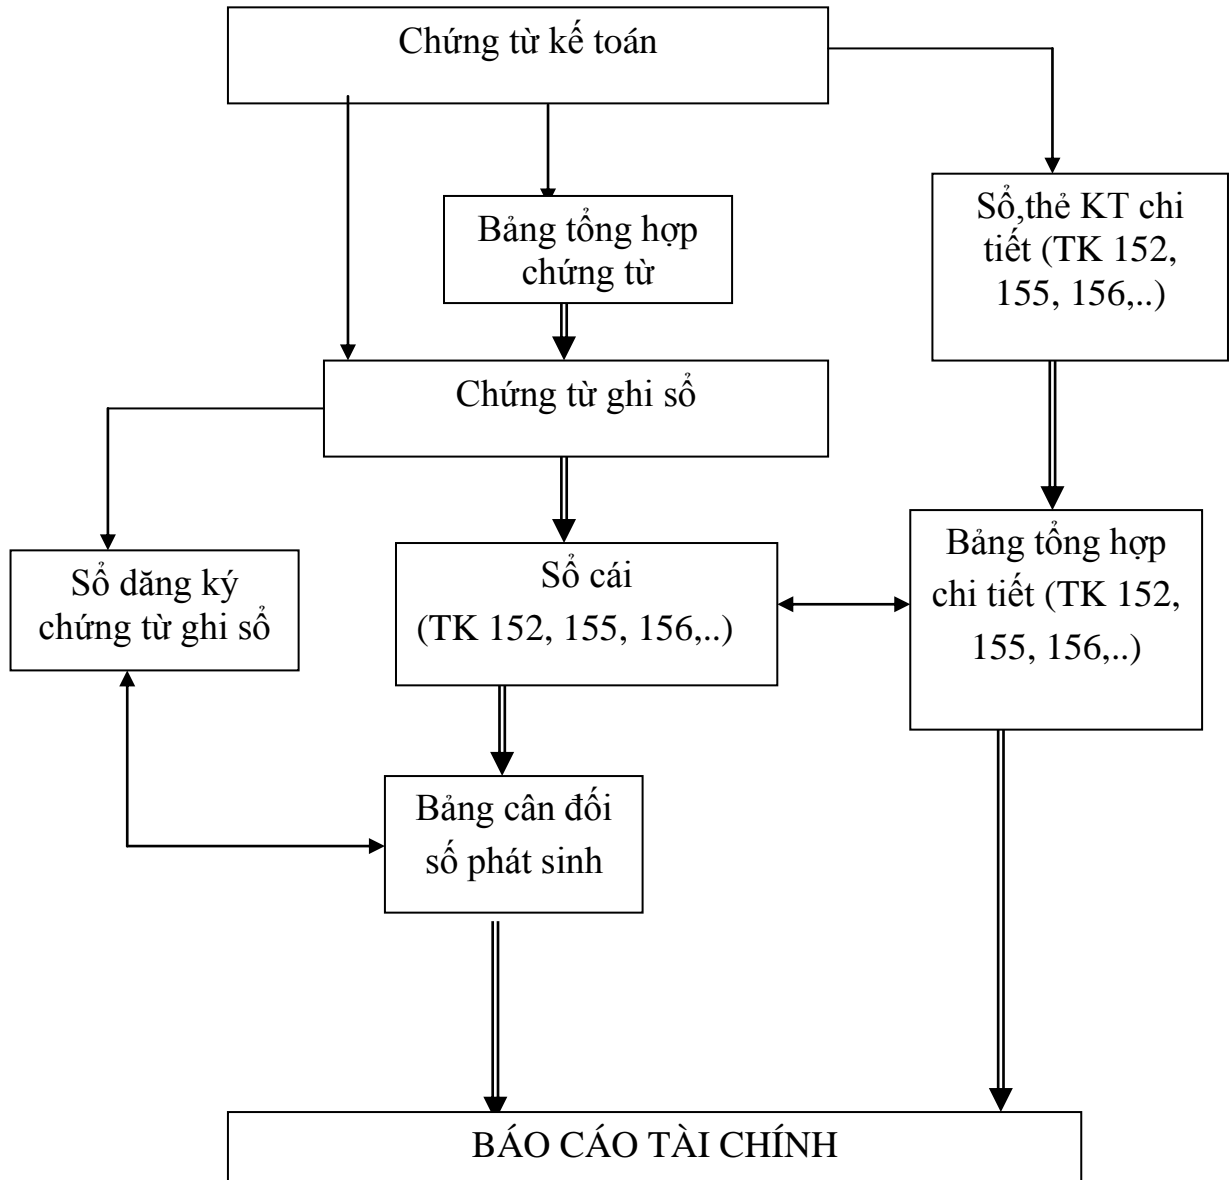 Chứng từ kế toán
Bảng tổng hợp
chứng từ
Sổ,thẻ KT chi
tiết (TK 152,
155, 156,..)
Chứng từ ghi sổ
Sổ dăng ký
chứng từ ghi sổ
Sổ cái
(TK 152, 155, 156,..)
Bảng tổng hợp
chi tiết (TK 152,
155, 156,..)
Bảng cân đối
số phát sinh
BÁO CÁO TÀI CHÍNH